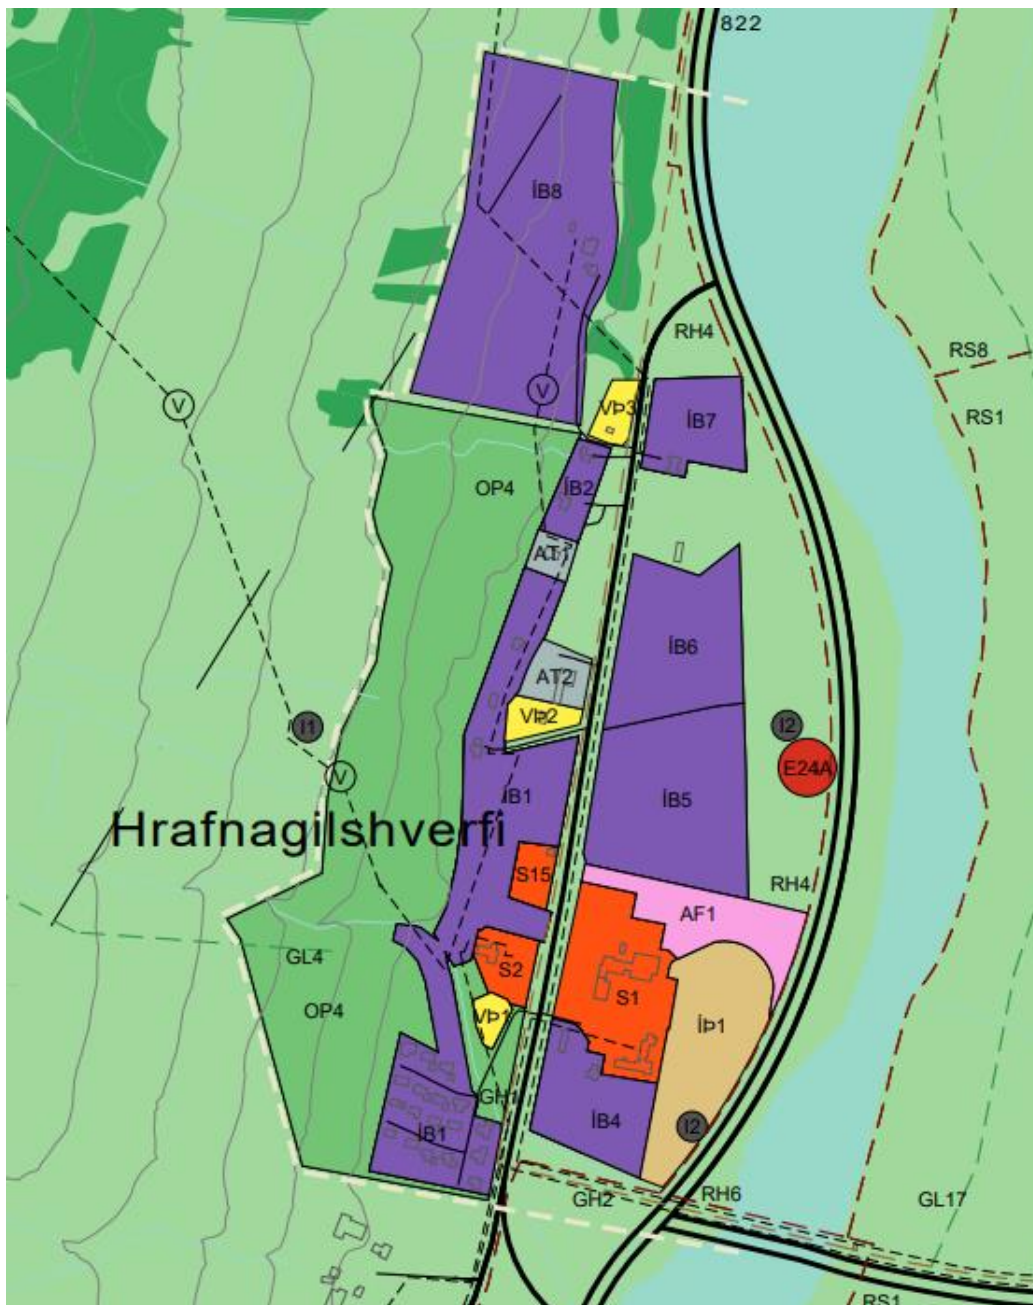 822
ÍB8
RH4
RS8
VÞ3
ÍB7
RS1
V
V
OP4
ÍB2
AT1
ÍB6
AT2
VÞ2
I1
I2
E24A
V
ÍB1
ÍB5
Hrafnagilshverfi
S15
RH4
AF1
GL4
S2
OP4
S1
VÞ1
ÍÞ1
GH1
ÍB1
ÍB4
I2
GH2
RH6
GL17
RS1